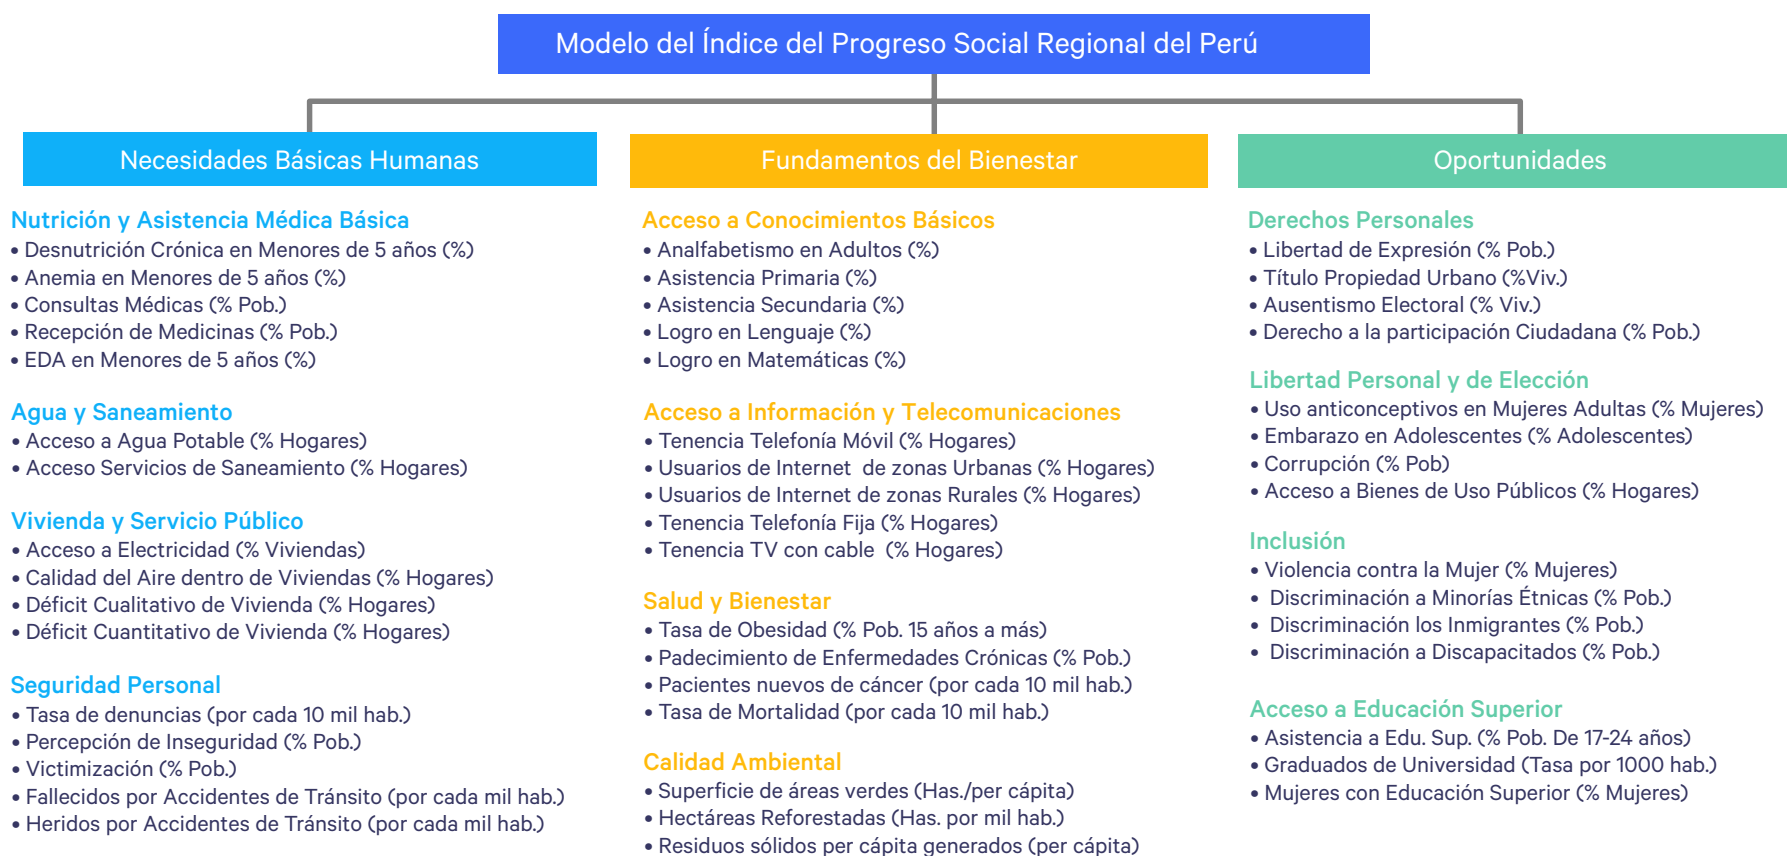 Modelo del Índice del Progreso Social Regional del Perú
Necesidades Básicas Humanas
Nutrición y Asistencia Médica Básica
• Desnutrición Crónica en Menores de 5 años (%)
• Anemia en Menores de 5 años (%)
• Consultas Médicas (% Pob.)
• Recepción de Medicinas (% Pob.)
• EDA en Menores de 5 años (%)
Agua y Saneamiento
• Acceso a Agua Potable (% Hogares)
• Acceso Servicios de Saneamiento (% Hogares)
Vivienda y Servicio Público
• Acceso a Electricidad (% Viviendas)
• Calidad del Aire dentro de Viviendas (% Hogares)
• Déficit Cualitativo de Vivienda (% Hogares)
• Déficit Cuantitativo de Vivienda (% Hogares)
Seguridad Personal
• Tasa de denuncias (por cada 10 mil hab.)
• Percepción de Inseguridad (% Pob.)
• Victimización (% Pob.)
• Fallecidos por Accidentes de Tránsito (por cada mil hab.)
• Heridos por Accidentes de Tránsito (por cada mil hab.)
Fundamentos del Bienestar
Acceso a Conocimientos Básicos
• Analfabetismo en Adultos (%)
• Asistencia Primaria (%)
• Asistencia Secundaria (%)
• Logro en Lenguaje (%)
• Logro en Matemáticas (%)
Acceso a Información y Telecomunicaciones
• Tenencia Telefonía Móvil (% Hogares)
• Usuarios de Internet de zonas Urbanas (% Hogares)
• Usuarios de Internet de zonas Rurales (% Hogares)
• Tenencia Telefonía Fija (% Hogares)
• Tenencia TV con cable (% Hogares)
Salud y Bienestar
• Tasa de Obesidad (% Pob. 15 años a más)
• Padecimiento de Enfermedades Crónicas (% Pob.)
• Pacientes nuevos de cáncer (por cada 10 mil hab.)
• Tasa de Mortalidad (por cada 10 mil hab.)
Calidad Ambiental
• Superficie de áreas verdes (Has./per cápita)
• Hectáreas Reforestadas (Has. por mil hab.)
• Residuos sólidos per cápita generados (per cápita)
Oportunidades
Derechos Personales
• Libertad de Expresión (% Pob.)
• Título Propiedad Urbano (%Viv.)
• Ausentismo Electoral (% Viv.)
• Derecho a la participación Ciudadana (% Pob.)
Libertad Personal y de Elección
• Uso anticonceptivos en Mujeres Adultas (% Mujeres)
• Embarazo en Adolescentes (% Adolescentes)
• Corrupción (% Pob)
• Acceso a Bienes de Uso Públicos (% Hogares)
Inclusión
• Violencia contra la Mujer (% Mujeres)
• Discriminación a Minorías Étnicas (% Pob.)
• Discriminación los Inmigrantes (% Pob.)
• Discriminación a Discapacitados (% Pob.)
Acceso a Educación Superior
• Asistencia a Edu. Sup. (% Pob. De 17-24 años)
• Graduados de Universidad (Tasa por 1000 hab.)
• Mujeres con Educación Superior (% Mujeres)